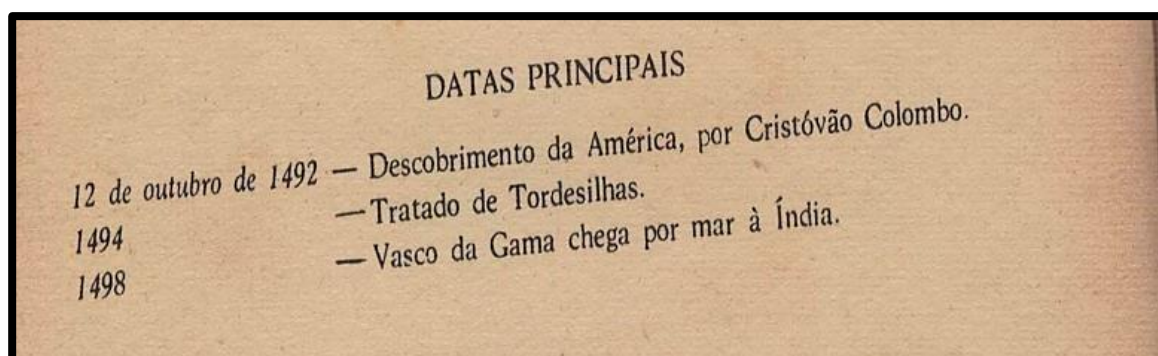 DATAS PRINCIPAIS
12 de outubro de 1492 — Descobrimento da América, por Cristóvão Colombo.
1494 — Tratado de Tordesilhas.
1498 — Vasco da Gama chega por mar à Índia.